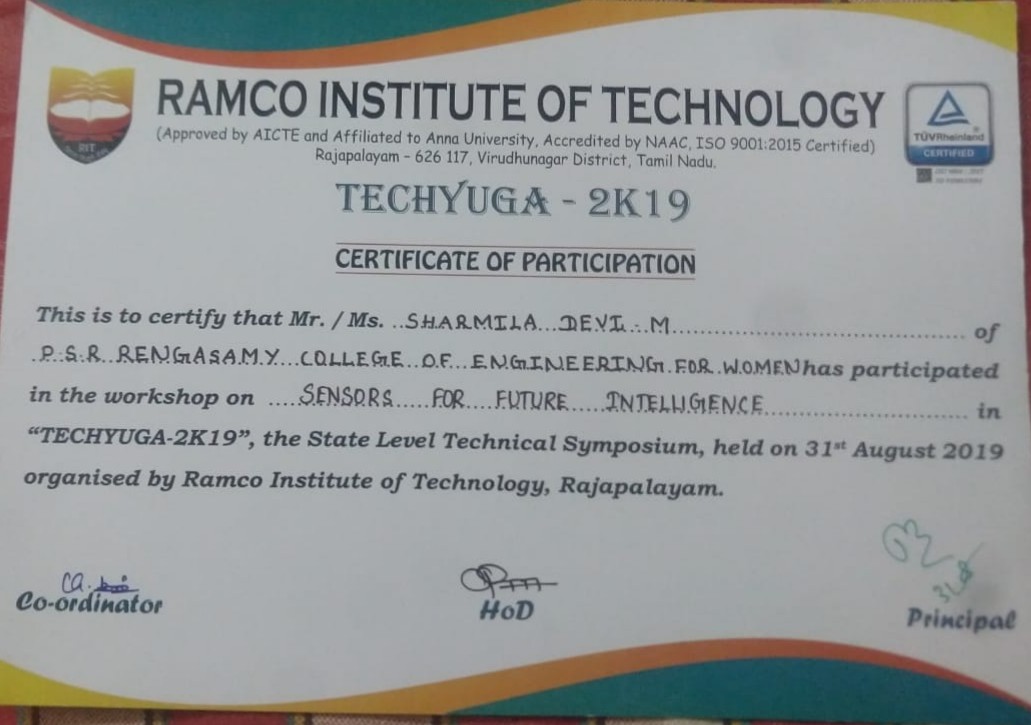 RAMCO INSTITUTE OF TECHNOLOGY
(Approved by AICTE and Affiliated to Anna University, Accredited by NAAC, ISO 9001:2015 Certified)
Rajapalayam - 626 117, Virudhunagar District, Tamil Nadu.
RIT
TÜVRheinland
CERTIFIED
TECHYUGA - 2K19
CERTIFICATE OF PARTICIPATION
This is to certify that Mr. / Ms. ..SHARMILA...DEVI..M.................................... of
.P.S.R..RENGASAMY...COLLEGE..OF..ENGINEERING.FOR.WOMEN has participated
in the workshop on ....SENSORS.....FOR....FUTURE.....INTELLIGENCE......................... in
“TECHYUGA-2K19”, the State Level Technical Symposium, held on 31st August 2019
organised by Ramco Institute of Technology, Rajapalayam.
Co-ordinator
HoD
Principal